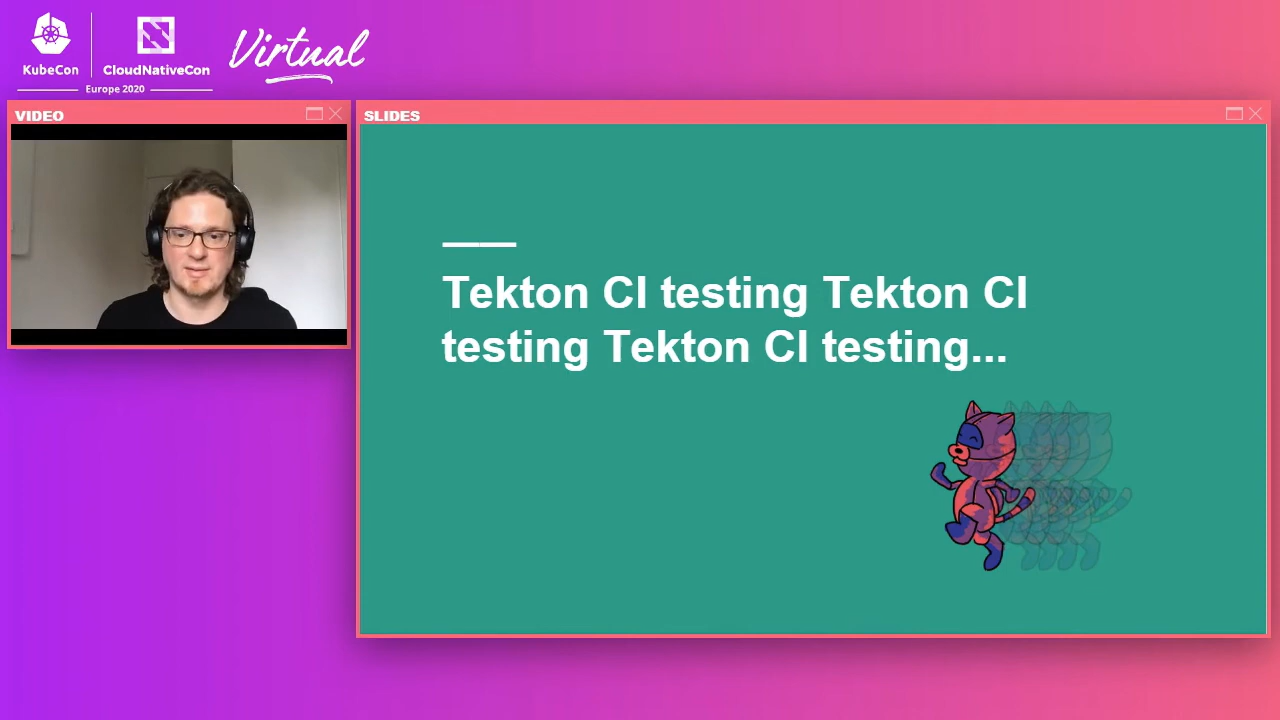 KubeCon
CloudNativeCon
Europe 2020
Virtual
VIDEO
SLIDES
Tekton CI testing Tekton CI
testing Tekton CI testing...